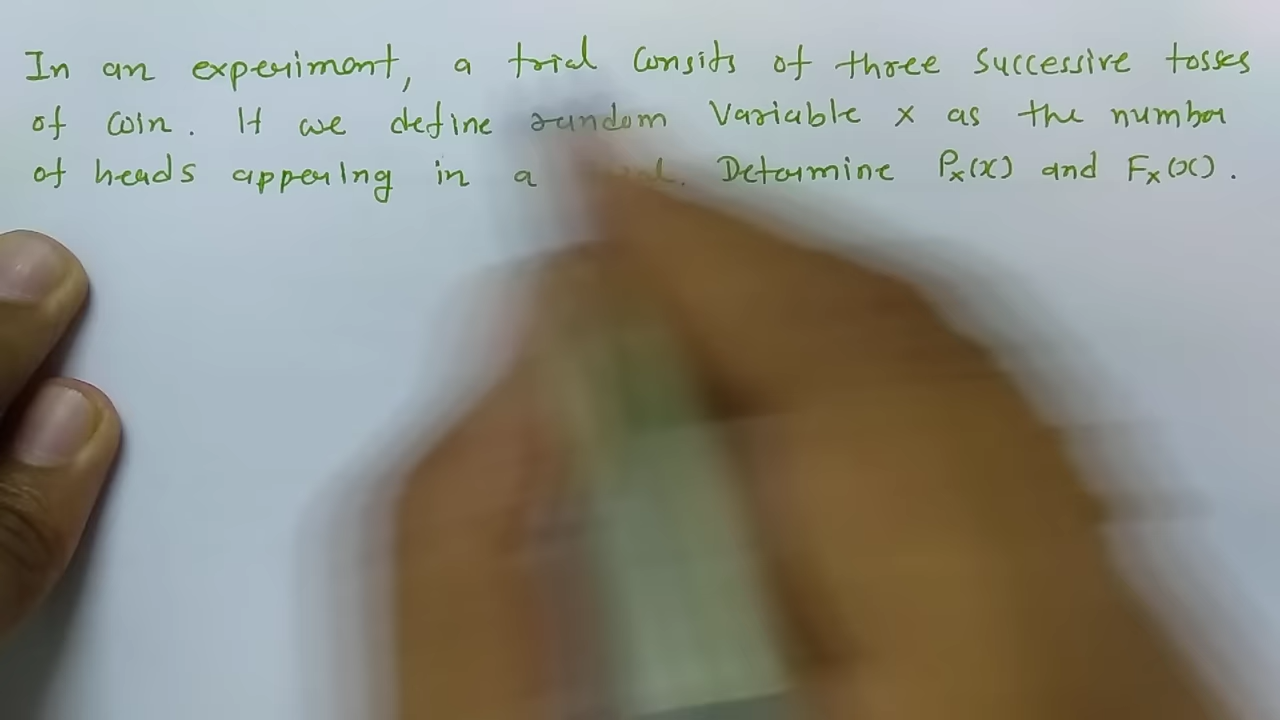 In an experiment, a trial consits of three successive tosses
of coin. If we define random Variable X as the number
of heads appering in a Determine Px(x) and Fx(x).